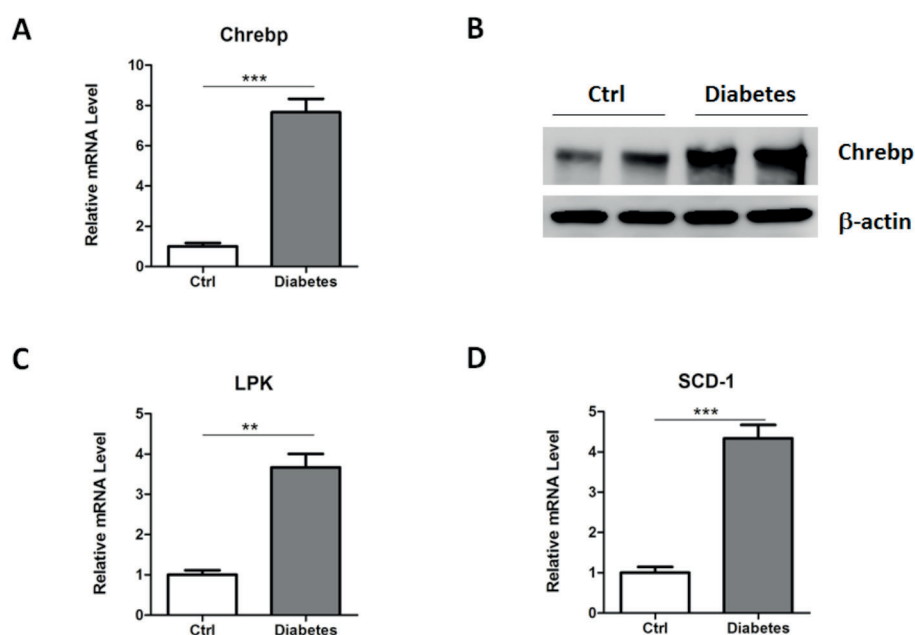 A
Chrebp
Relative mRNA Level
10
8
6
4
2
0
***
Ctrl
Diabetes
B
Ctrl
Diabetes
Chrebp
β-actin
C
LPK
Relative mRNA Level
5
4
3
2
1
0
**
Ctrl
Diabetes
D
SCD-1
Relative mRNA Level
5
4
3
2
1
0
***
Ctrl
Diabetes